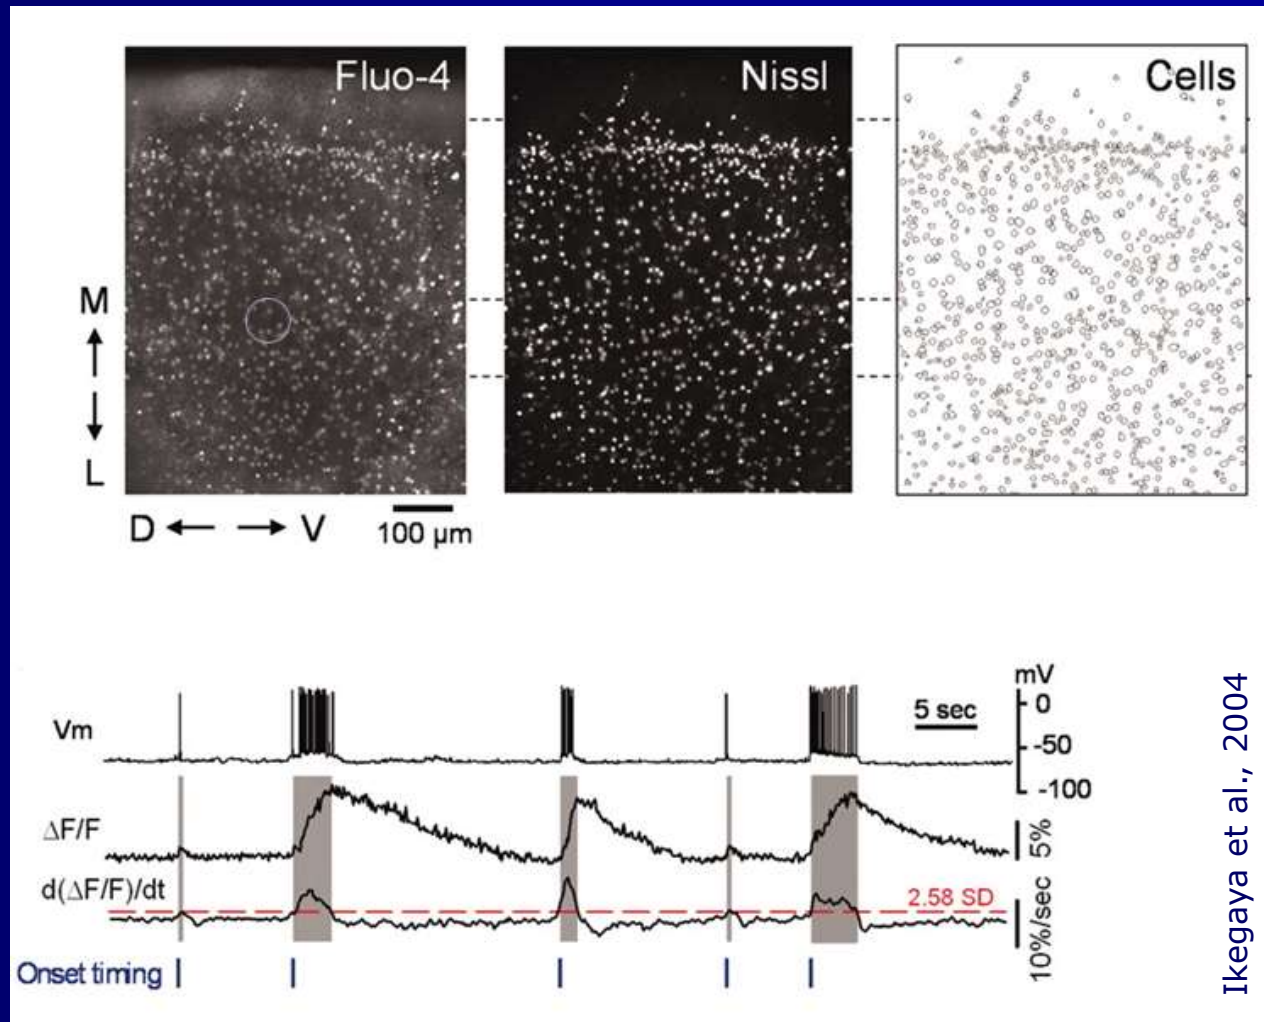 Fluo-4
Nissl
Cells
M
L
D
V
100 µm
mV
0
-50
-100
Vm
5 sec
ΔF/F
5%
d(ΔF/F)/dt
2.58 SD
10%/sec
Onset timing
Ikegaya et al., 2004